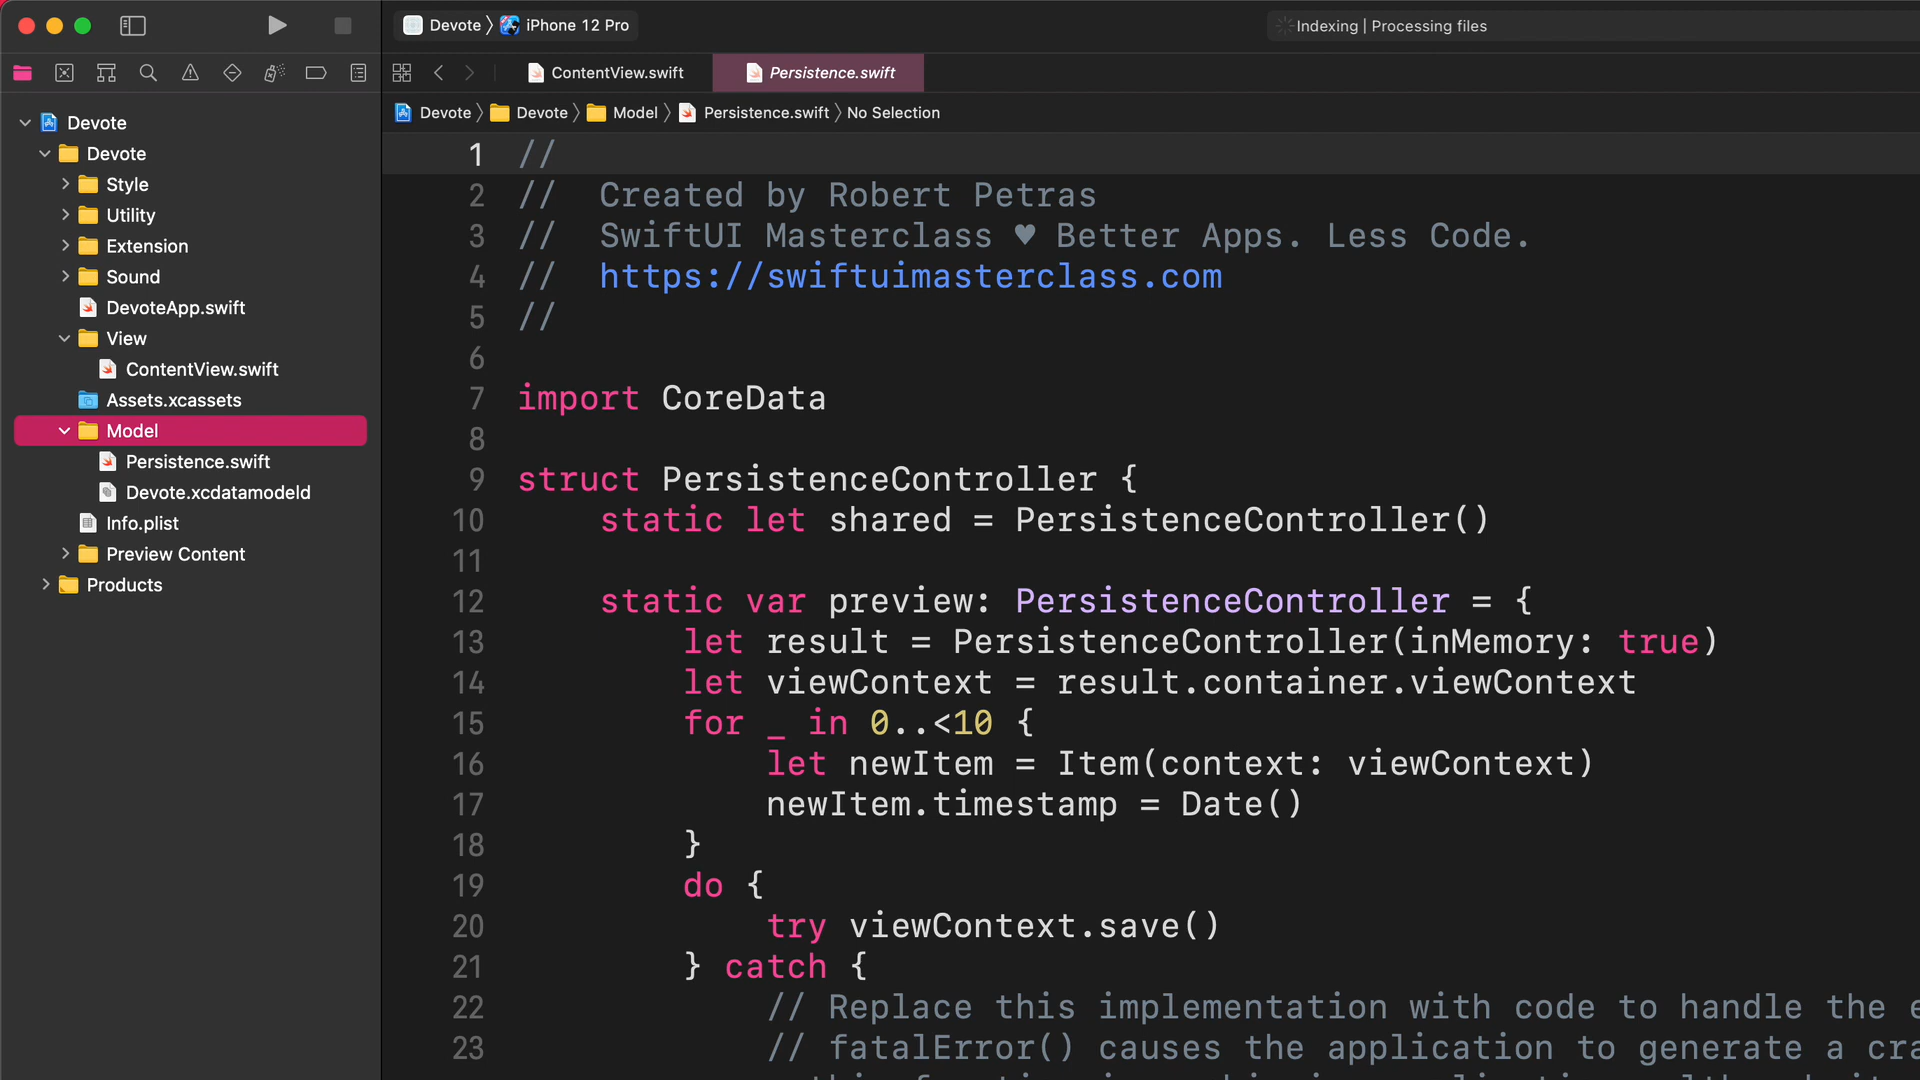 Devote 〉 iPhone 12 Pro
Indexing | Processing files
ContentView.swift
Persistence.swift
Devote 〉 Devote 〉 Model 〉 Persistence.swift 〉 No Selection
Devote
Devote
Style
Utility
Extension
Sound
DevoteApp.swift
View
ContentView.swift
Assets.xcassets
Model
Persistence.swift
Devote.xcdatamodeld
Info.plist
Preview Content
Products
1 //
2 //  Created by Robert Petras
3 //  SwiftUI Masterclass ♥ Better Apps. Less Code.
4 //  https://swiftuimasterclass.com
5 //
6
7 import CoreData
8
9 struct PersistenceController {
10     static let shared = PersistenceController()
11
12     static var preview: PersistenceController = {
13         let result = PersistenceController(inMemory: true)
14         let viewContext = result.container.viewContext
15         for _ in 0..<10 {
16             let newItem = Item(context: viewContext)
17             newItem.timestamp = Date()
18         }
19         do {
20             try viewContext.save()
21         } catch {
22             // Replace this implementation with code to handle the
23             // fatalError() causes the application to generate a